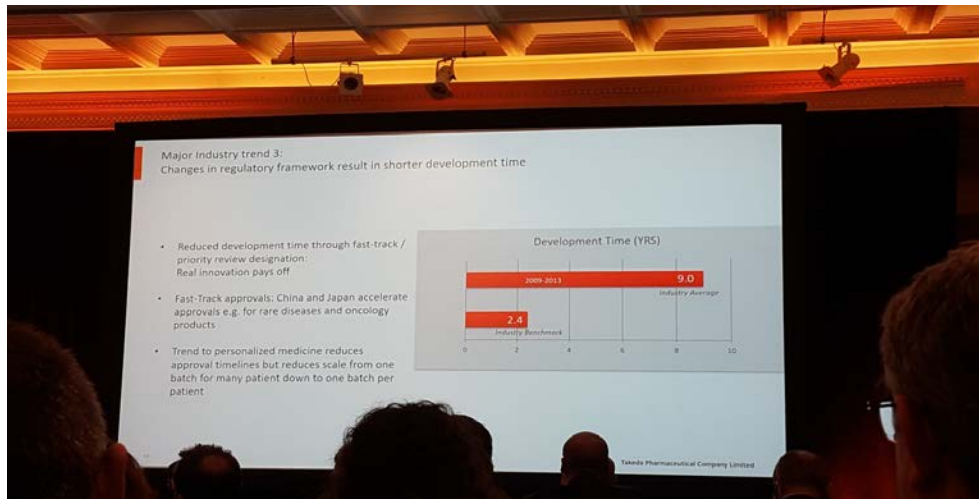 Major Industry trend 3:
Changes in regulatory framework result in shorter development time
• Reduced development time through fast-track /
priority review designation:
Real innovation pays off
• Fast-Track approvals: China and Japan accelerate
approvals e.g. for rare diseases and oncology
products
• Trend to personalized medicine reduces
approval timelines but reduces scale from one
batch for many patient down to one batch per
patient
Development Time (YRS)
2009-2013 9.0
Industry Average
2.4
Industry Benchmark
0 2 4 6 8 10
Takeda Pharmaceutical Company Limited